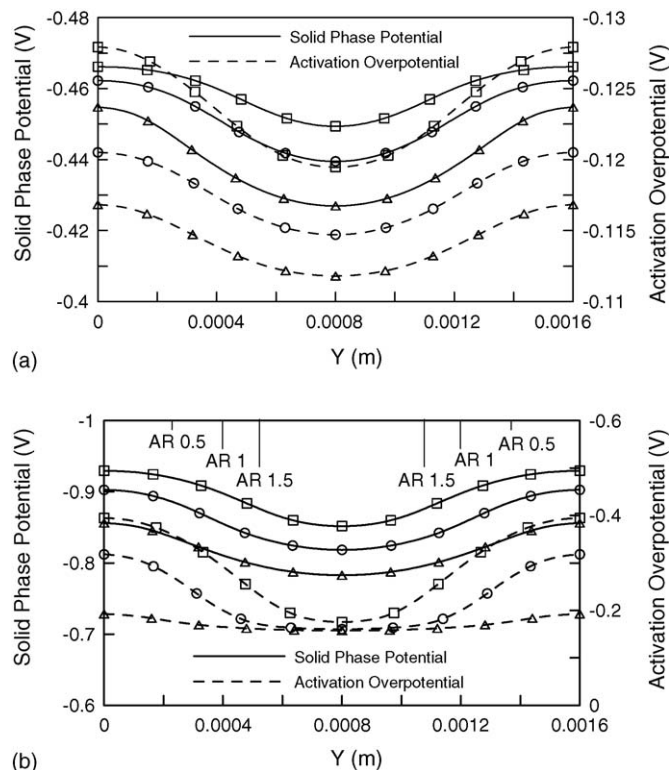 -0.48
-0.46
-0.44
-0.42
-0.4
Solid Phase Potential (V)
Solid Phase Potential
Activation Overpotential
-0.13
-0.125
-0.12
-0.115
-0.11
Activation Overpotential (V)
0
0.0004
0.0008
0.0012
0.0016
Y (m)
(a)
-1
-0.9
-0.8
-0.7
-0.6
Solid Phase Potential (V)
AR 0.5
AR 1
AR 1.5
AR 1.5
AR 1
AR 0.5
Solid Phase Potential
Activation Overpotential
-0.6
-0.4
-0.2
0
Activation Overpotential (V)
0
0.0004
0.0008
0.0012
0.0016
Y (m)
(b)